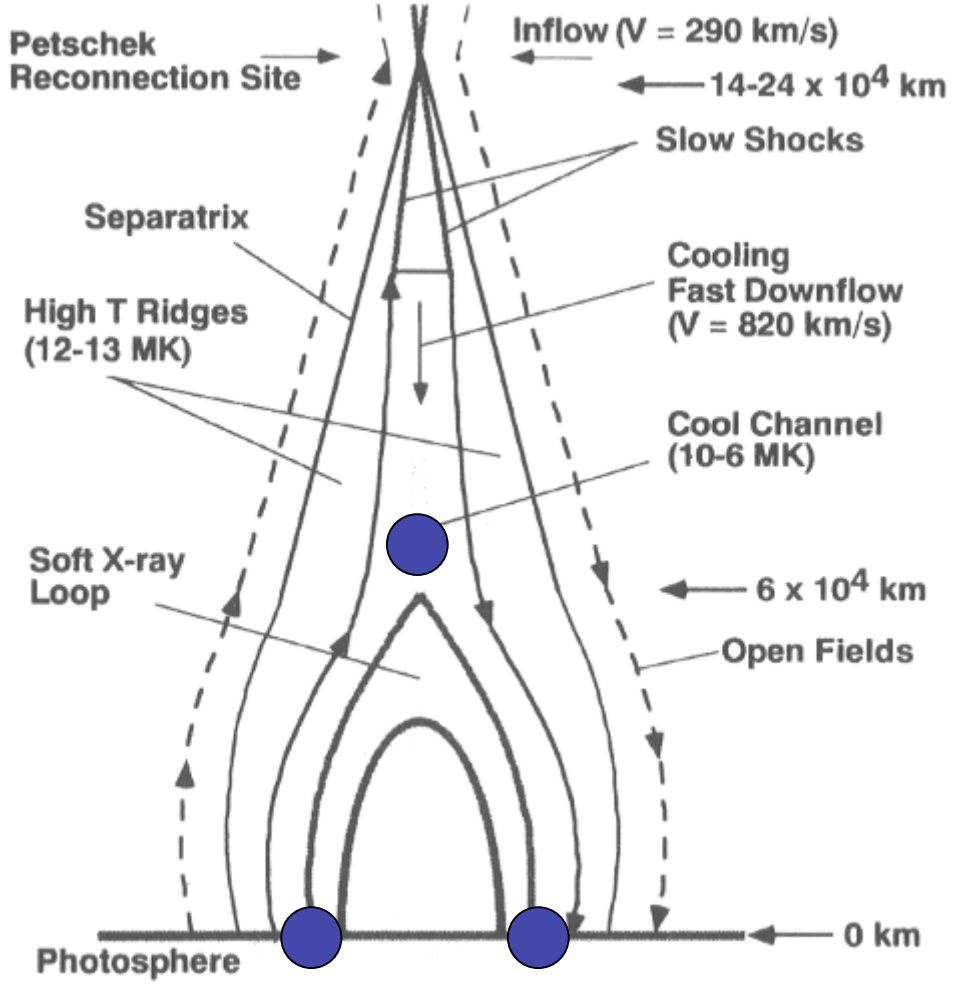 Petschek
Reconnection Site
Inflow (V = 290 km/s)
14-24 x 10⁴ km
Slow Shocks
Separatrix
Cooling
Fast Downflow
(V = 820 km/s)
High T Ridges
(12-13 MK)
Cool Channel
(10-6 MK)
Soft X-ray
Loop
6 x 10⁴ km
Open Fields
0 km
Photosphere